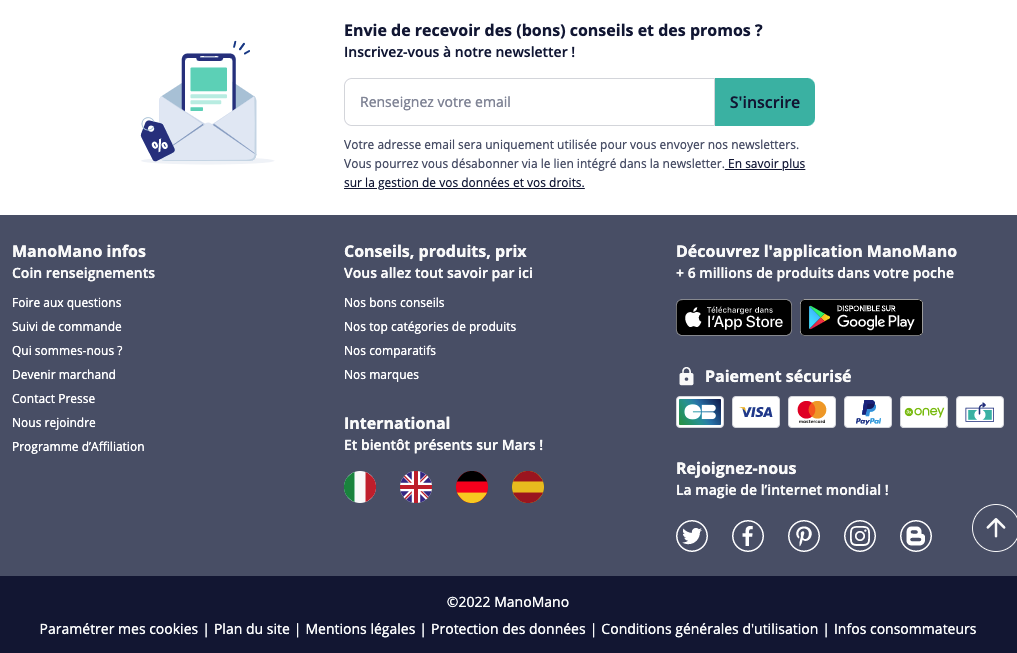 Envie de recevoir des (bons) conseils et des promos ?
Inscrivez-vous à notre newsletter !
Renseignez votre email
S'inscrire
%
Votre adresse email sera uniquement utilisée pour vous envoyer nos newsletters.
Vous pourrez vous désabonner via le lien intégré dans la newsletter. En savoir plus
sur la gestion de vos données et vos droits.
ManoMano infos
Coin renseignements
Foire aux questions
Suivi de commande
Qui sommes-nous ?
Devenir marchand
Contact Presse
Nous rejoindre
Programme d’Affiliation
Conseils, produits, prix
Vous allez tout savoir par ici
Nos bons conseils
Nos top catégories de produits
Nos comparatifs
Nos marques
International
Et bientôt présents sur Mars !
Découvrez l'application ManoMano
+ 6 millions de produits dans votre poche
Télécharger dans
l’App Store
DISPONIBLE SUR
Google Play
Paiement sécurisé
CB
VISA
mastercard
PayPal
oney
Rejoignez-nous
La magie de l’internet mondial !
©2022 ManoMano
Paramétrer mes cookies | Plan du site | Mentions légales | Protection des données | Conditions générales d'utilisation | Infos consommateurs